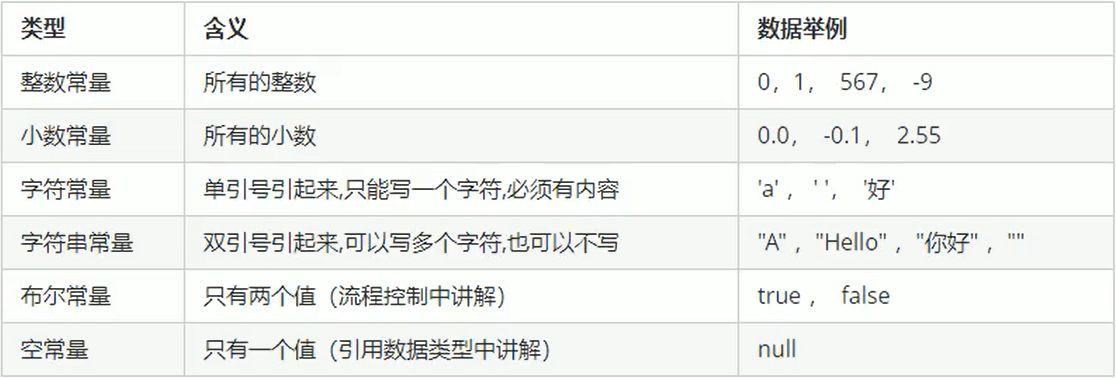 类型 含义 数据举例
整数常量 所有的整数 0，1， 567， -9
小数常量 所有的小数 0.0， -0.1， 2.55
字符常量 单引号引起来,只能写一个字符,必须有内容 'a' ，' '， '好'
字符串常量 双引号引起来,可以写多个字符,也可以不写 "A" ，"Hello" ，"你好" ，""
布尔常量 只有两个值（流程控制中讲解） true ， false
空常量 只有一个值（引用数据类型中讲解） null